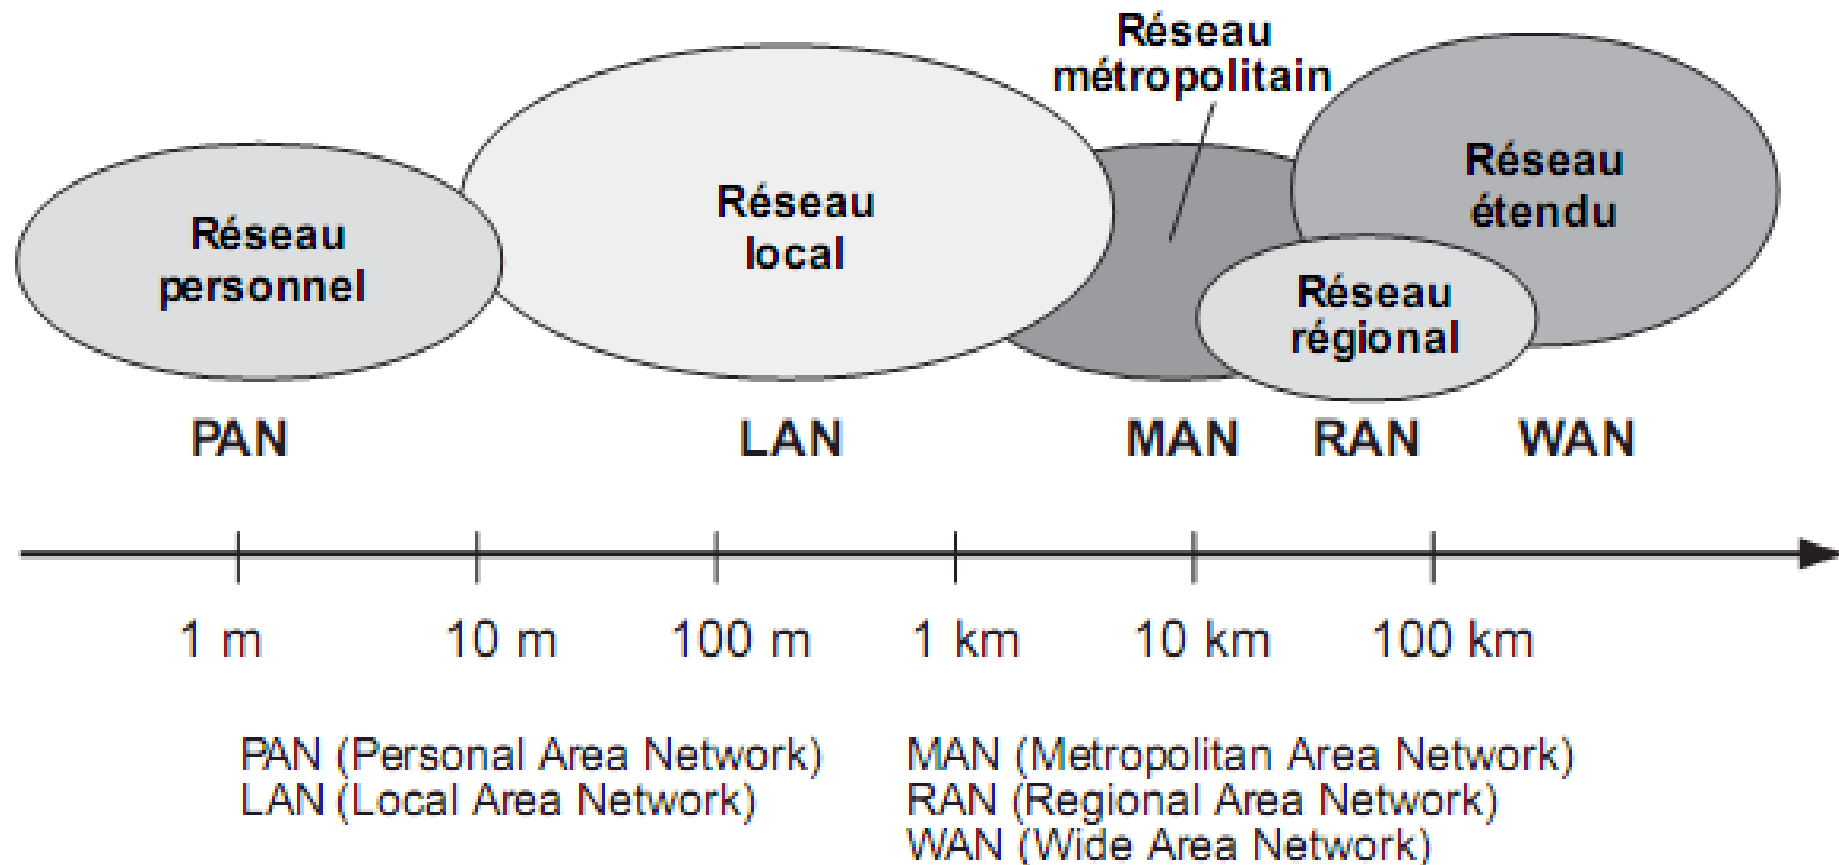 Réseau
métropolitain
Réseau
personnel
Réseau
local
Réseau
étendu
Réseau
régional
PAN LAN MAN RAN WAN
1 m 10 m 100 m 1 km 10 km 100 km
PAN (Personal Area Network)
LAN (Local Area Network)
MAN (Metropolitan Area Network)
RAN (Regional Area Network)
WAN (Wide Area Network)